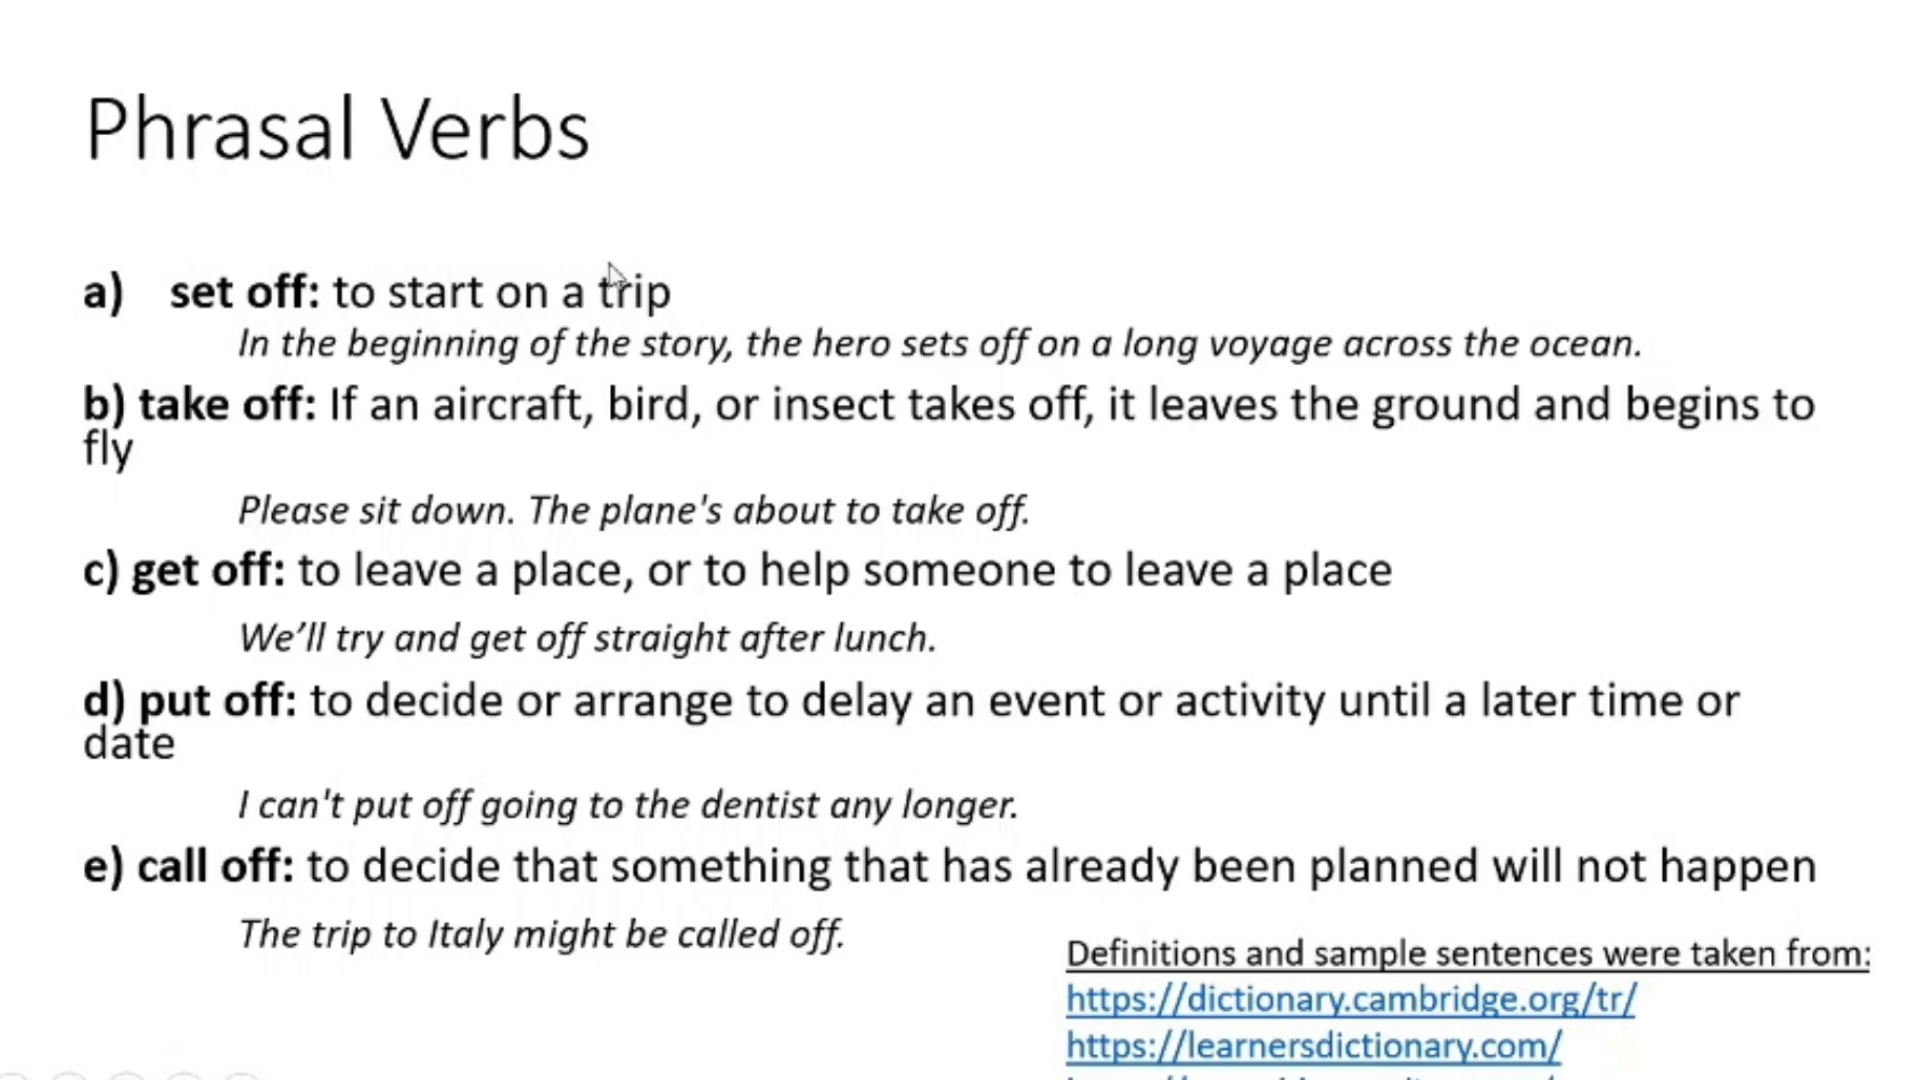 Phrasal Verbs
a) set off: to start on a trip
In the beginning of the story, the hero sets off on a long voyage across the ocean.
b) take off: If an aircraft, bird, or insect takes off, it leaves the ground and begins to
fly
Please sit down. The plane's about to take off.
c) get off: to leave a place, or to help someone to leave a place
We’ll try and get off straight after lunch.
d) put off: to decide or arrange to delay an event or activity until a later time or
date
I can't put off going to the dentist any longer.
e) call off: to decide that something that has already been planned will not happen
The trip to Italy might be called off.
Definitions and sample sentences were taken from:
https://dictionary.cambridge.org/tr/
https://learnersdictionary.com/